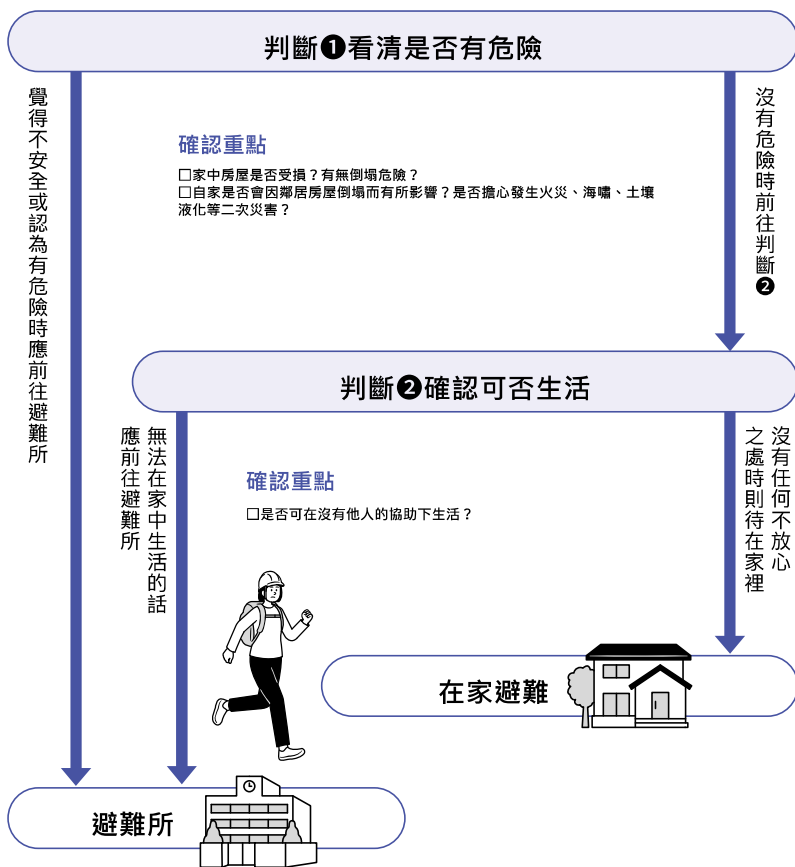 判斷❶看清是否有危險
覺得不安全或認為有危險時應前往避難所
確認重點
□家中房屋是否受損？有無倒塌危險？
□自家是否會因鄰居房屋倒塌而有所影響？是否擔心發生火災、海嘯、土壤
液化等二次災害？
沒有危險時前往判斷❷
判斷❷確認可否生活
無法在家中生活的話
應前往避難所
確認重點
□是否可在沒有他人的協助下生活？
沒有任何不放心
之處時則待在家裡
在家避難
避難所